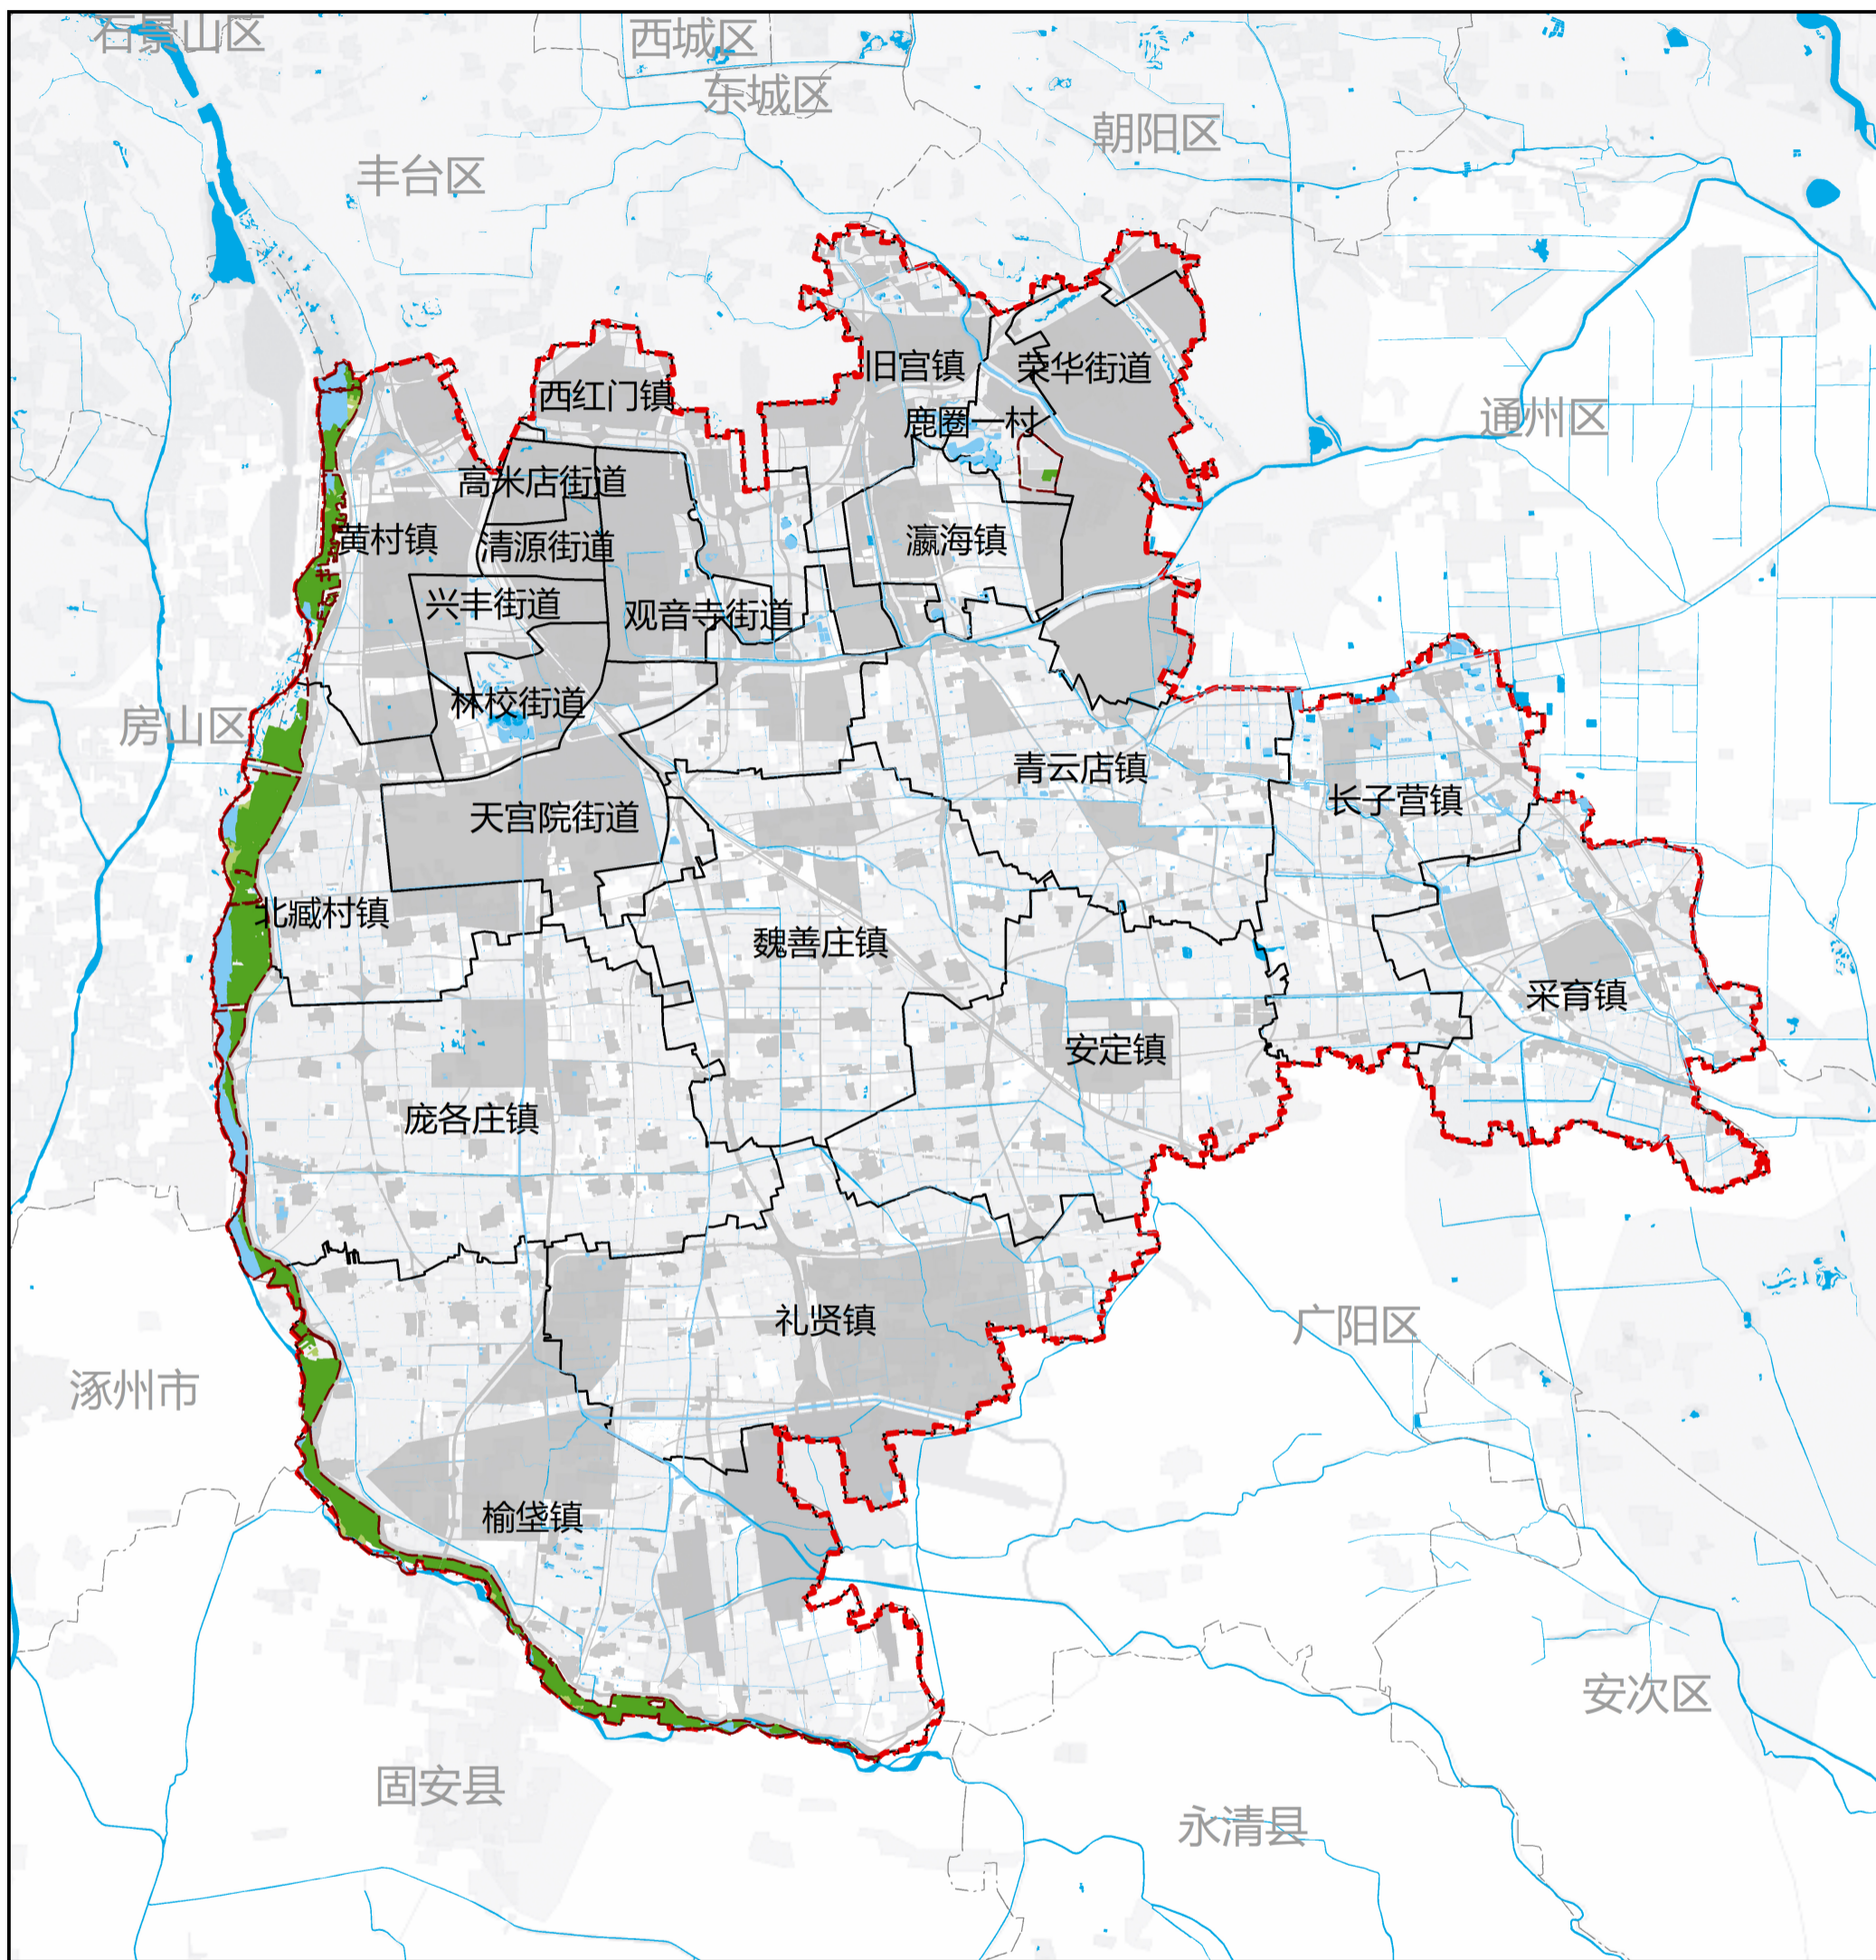 石景山区
西城区
东城区
朝阳区
丰台区
旧宫镇
荣华街道
西红门镇
鹿圈一村
通州区
高米店街道
黄村镇
清源街道
瀛海镇
兴丰街道
观音寺街道
林校街道
房山区
青云店镇
长子营镇
天宫院街道
北臧村镇
魏善庄镇
采育镇
安定镇
庞各庄镇
礼贤镇
广阳区
涿州市
榆垡镇
安次区
固安县
永清县